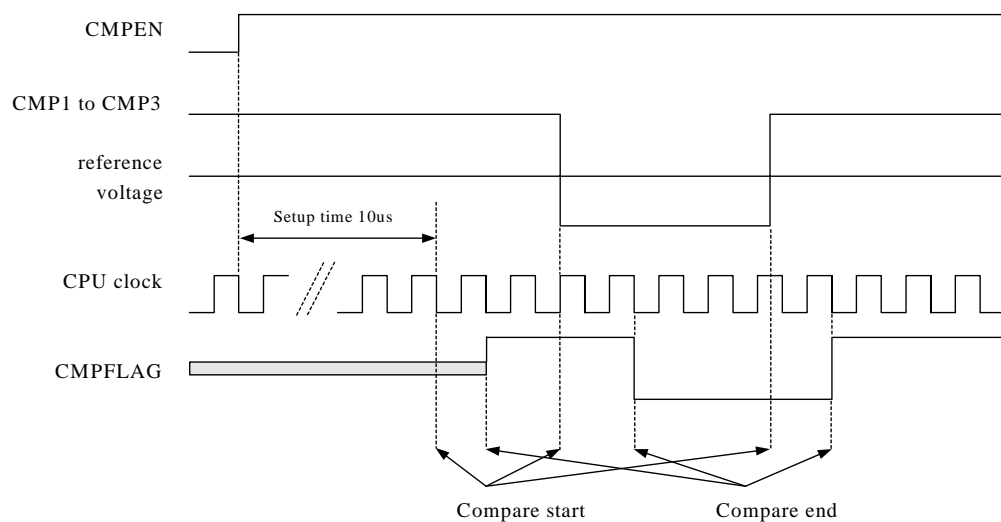 CMPEN
CMP1 to CMP3
reference
voltage
Setup time 10us
CPU clock
CMPFLAG
Compare start
Compare end